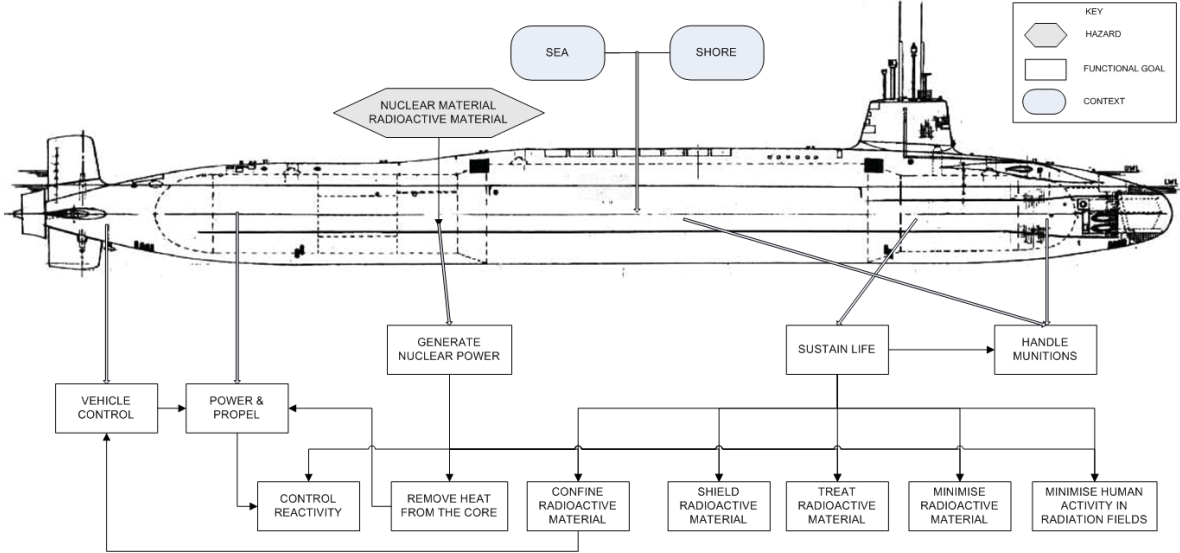 KEY
HAZARD
FUNCTIONAL GOAL
CONTEXT
SEA
SHORE
NUCLEAR MATERIAL
RADIOACTIVE MATERIAL
GENERATE
NUCLEAR POWER
SUSTAIN LIFE
HANDLE
MUNITIONS
VEHICLE
CONTROL
POWER &
PROPEL
CONTROL
REACTIVITY
REMOVE HEAT
FROM THE CORE
CONFINE
RADIOACTIVE
MATERIAL
SHIELD
RADIOACTIVE
MATERIAL
TREAT
RADIOACTIVE
MATERIAL
MINIMISE
RADIOACTIVE
MATERIAL
MINIMISE HUMAN
ACTIVITY IN
RADIATION FIELDS